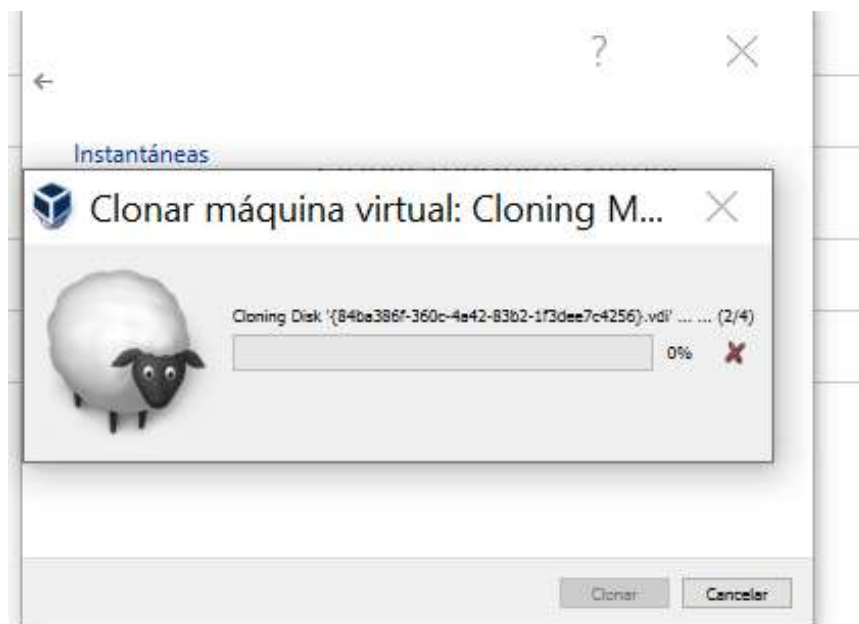 ?
Instantáneas
Clonar máquina virtual: Cloning M...
Cloning Disk '{84ba386f-360c-4a42-83b2-1f3dee7c4256}.vdi' ... ... (2/4)
0%
Clonar
Cancelar